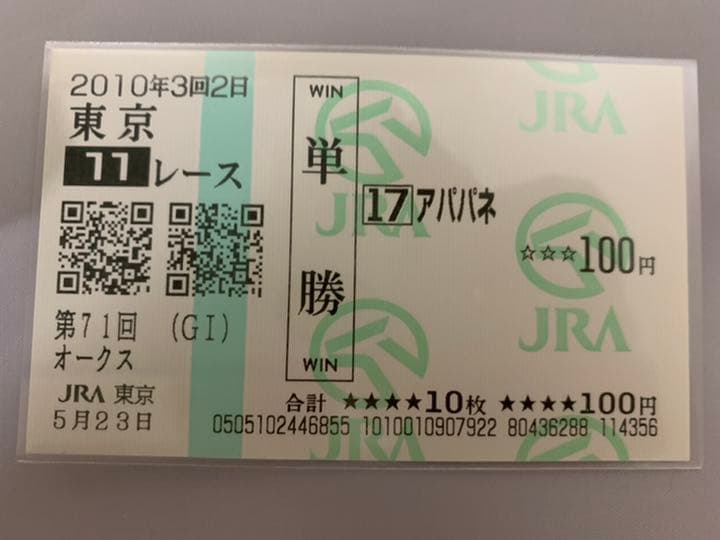 2010年3回2日
東京
11レース
第71回 (GI)
オークス
JRA 東京
5月23日
WIN
単勝
WIN
17 アパパネ
☆☆☆100円
合計 ★★★★10枚 ★★★★100円
0505102446855 1010010907922 80436288 114356
JRA
JRA
JRA
JRA
JRA